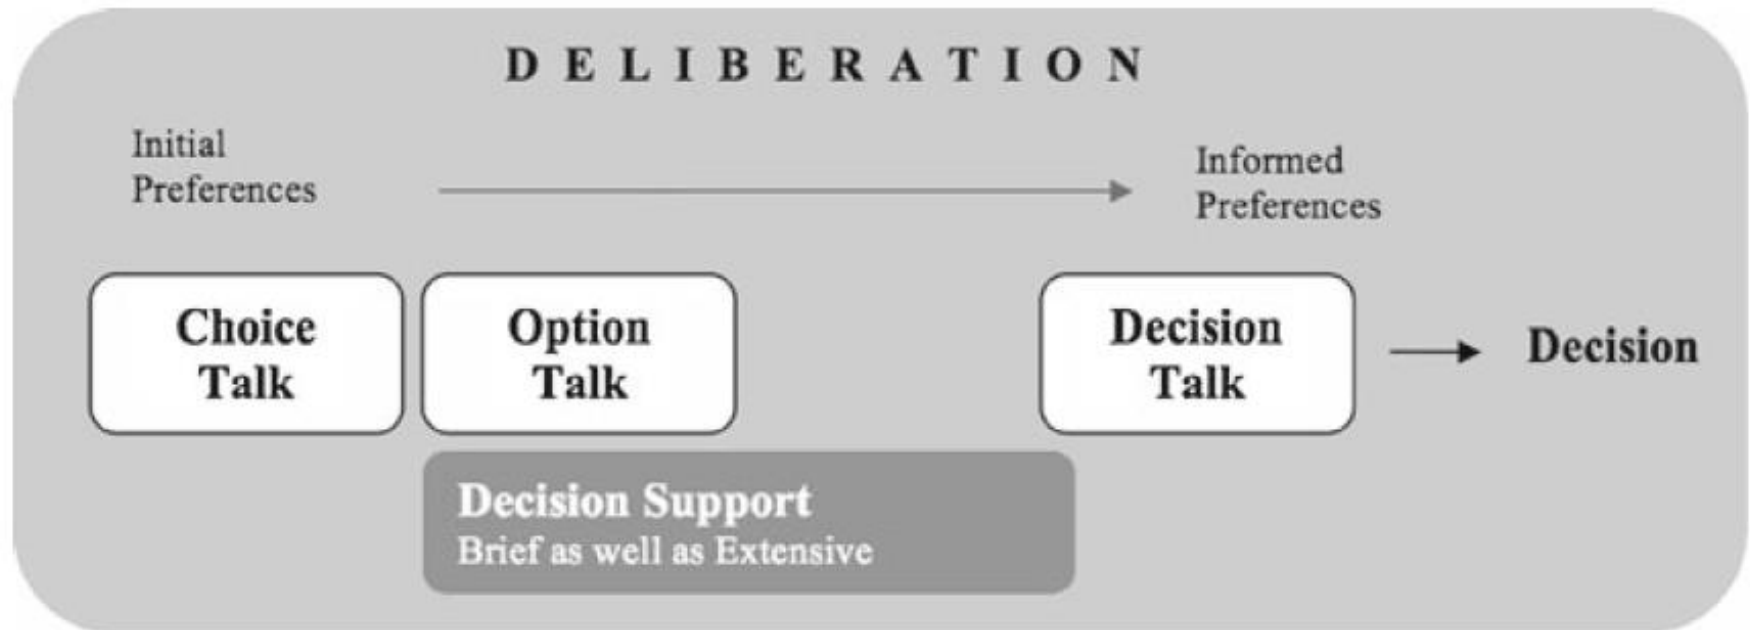 DELIBERATION
Initial
Preferences
Informed
Preferences
Choice
Talk
Option
Talk
Decision
Talk
Decision
Decision Support
Brief as well as Extensive